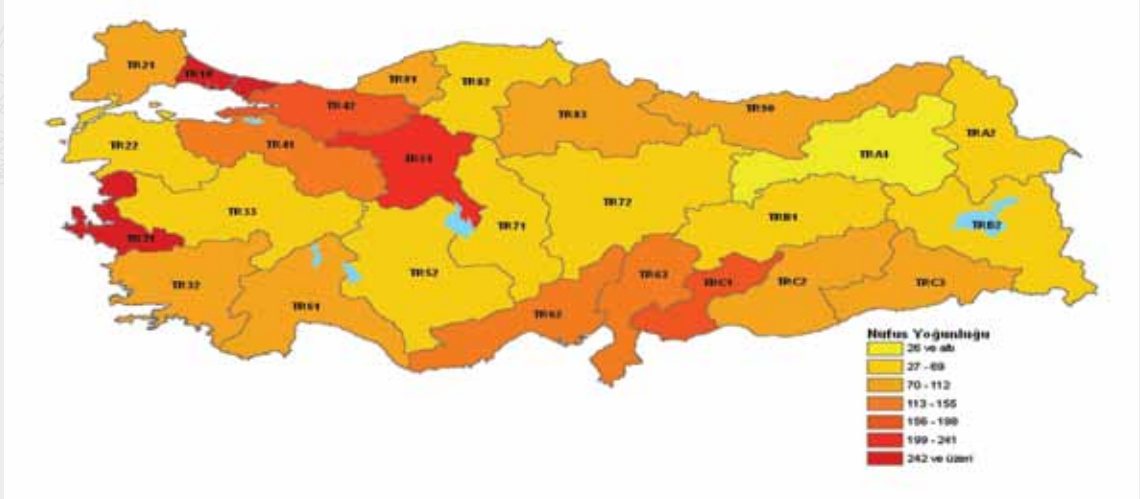 TR21
TR10
TR42
TR81
TR82
TR83
TR90
TRA2
TRA1
TR22
TR41
TR51
TR33
TR71
TR72
TRB1
TRB2
TR31
TR32
TR61
TR52
TR62
TR63
TRC1
TRC2
TRC3
Nufus Yoğunluğu
26 ve altı
27 - 69
70 - 112
113 - 155
156 - 198
199 - 241
242 ve üzeri